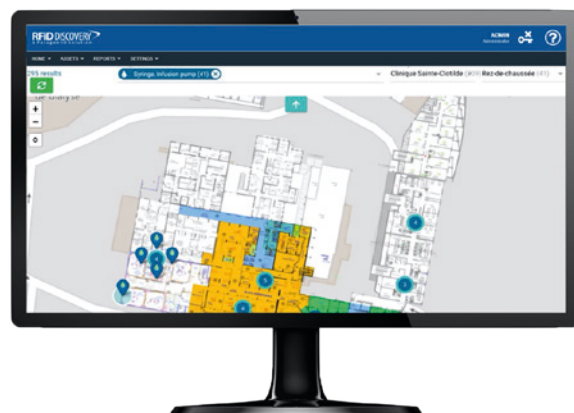 RFiD DISCOVERY
ADMIN
Administrator
HOME ASSETS REPORTS SETTINGS
295 results
Syringe, Infusion pump (41)
Clinique Sainte-Clotilde
Rez-de-chaussée (41)
+
−